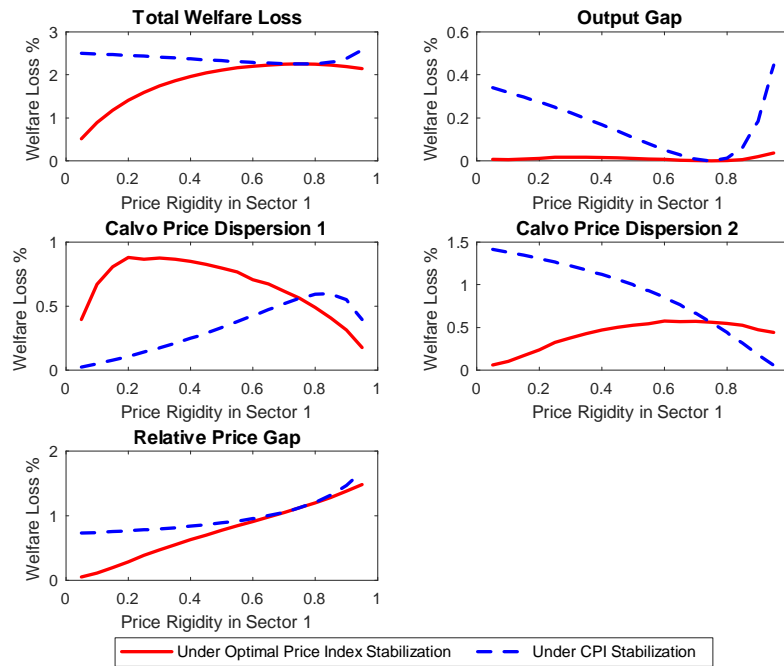 Total Welfare Loss
Welfare Loss %
3
2
1
0
0 0.2 0.4 0.6 0.8 1
Price Rigidity in Sector 1
Output Gap
Welfare Loss %
0.6
0.4
0.2
0
0 0.2 0.4 0.6 0.8
Price Rigidity in Sector 1
Calvo Price Dispersion 1
Welfare Loss %
1
0.5
0
0 0.2 0.4 0.6 0.8 1
Price Rigidity in Sector 1
Calvo Price Dispersion 2
Welfare Loss %
1.5
1
0.5
0
0 0.2 0.4 0.6 0.8
Price Rigidity in Sector 1
Relative Price Gap
Welfare Loss %
2
1
0
0 0.2 0.4 0.6 0.8 1
Price Rigidity in Sector 1
Under Optimal Price Index Stabilization
Under CPI Stabilization